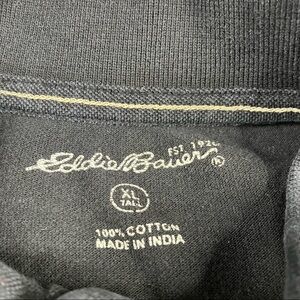 EST 1920
Eddie Bauer®
XL
TALL
100% COTTON
MADE IN INDIA